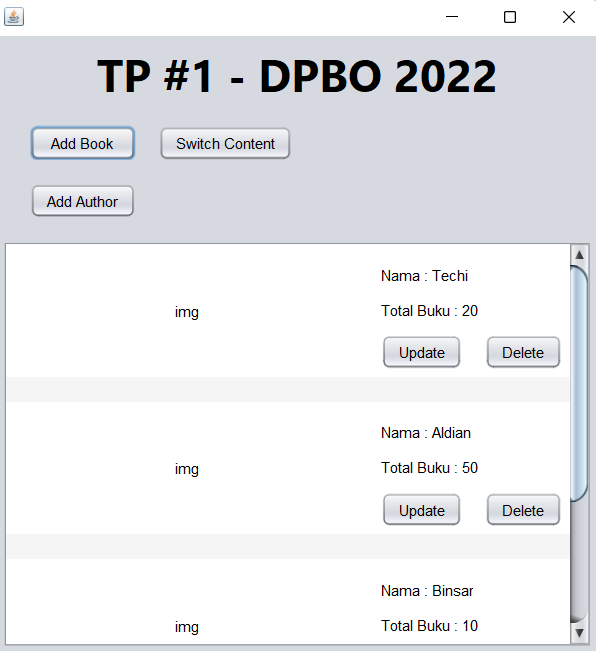 TP #1 - DPBO 2022
Add Book Switch Content
Add Author
Nama : Techi
img
Total Buku : 20
Update Delete
Nama : Aldian
img
Total Buku : 50
Update Delete
Nama : Binsar
img
Total Buku : 10